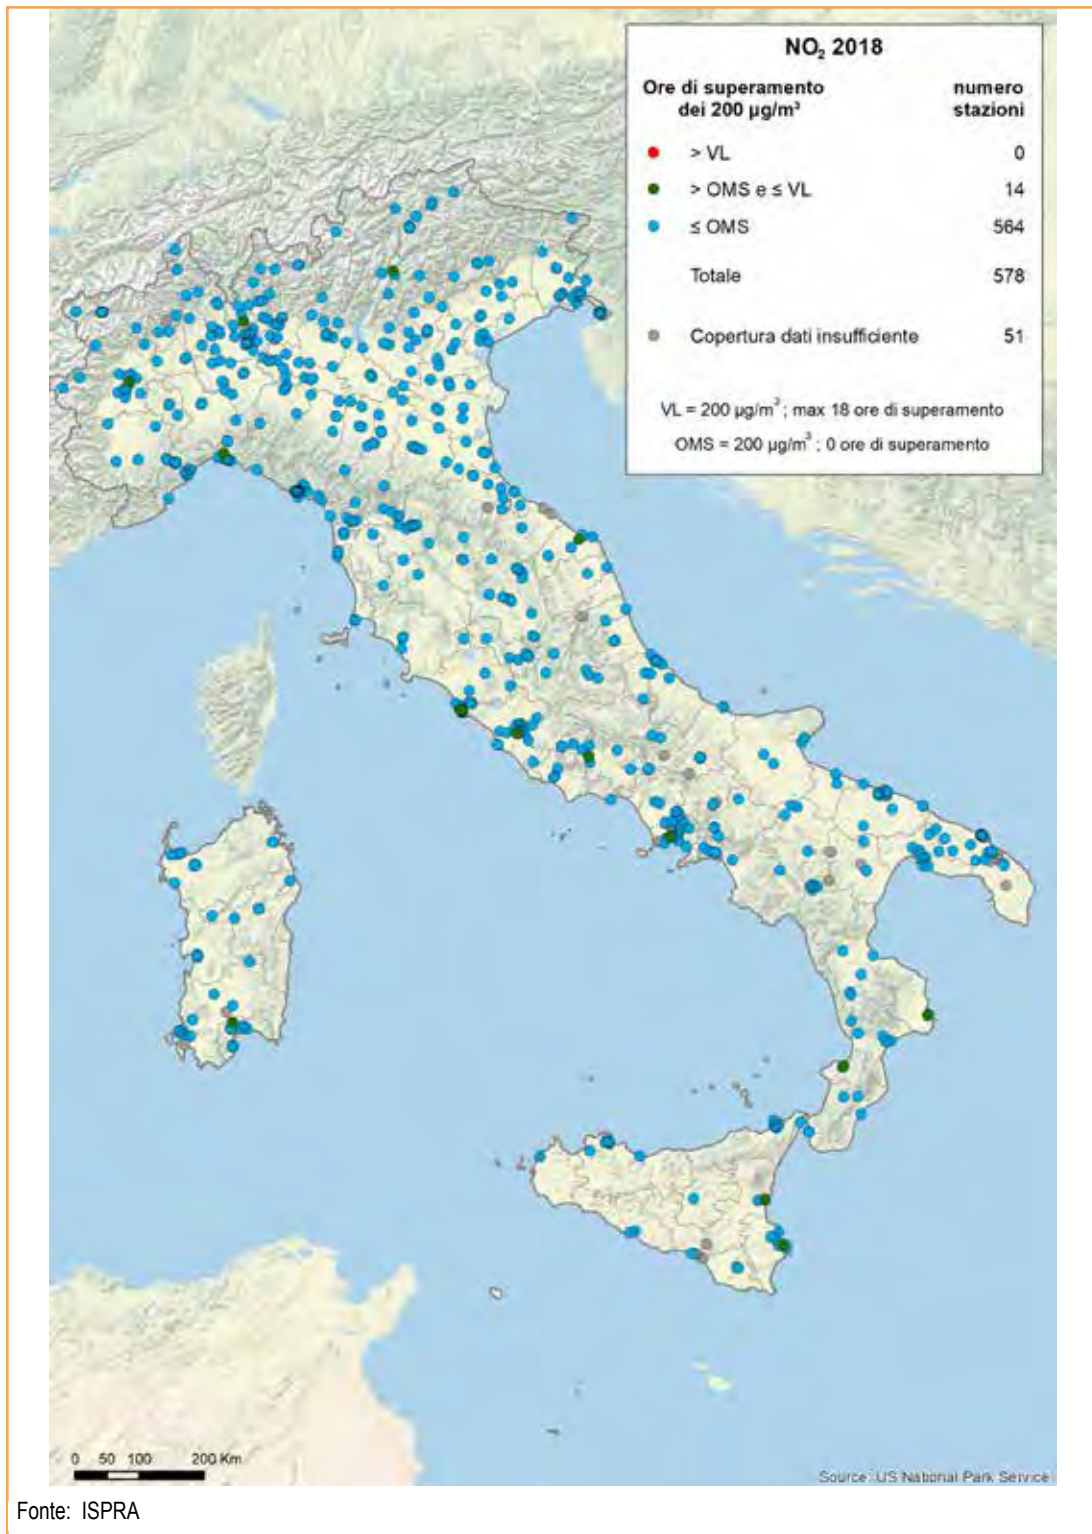 NO₂ 2018
Ore di superamento dei 200 µg/m³ numero stazioni
> VL 0
> OMS e ≤ VL 14
≤ OMS 564
Totale 578
Copertura dati insufficiente 51
VL = 200 µg/m³ ; max 18 ore di superamento
OMS = 200 µg/m³ ; 0 ore di superamento
0 50 100 200 Km
Source: US National Park Service
Fonte: ISPRA